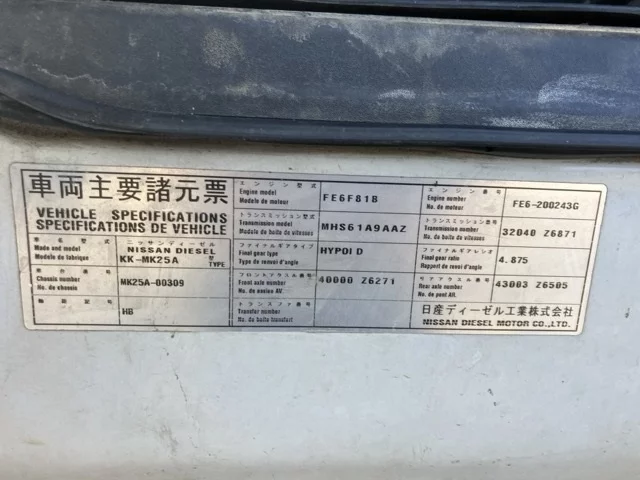 車両主要諸元票
VEHICLE SPECIFICATIONS
SPECIFICATIONS DE VEHICLE
Made and model
Modele de fabrique
ニッサンディーゼル
NISSAN DIESEL
KK-MK25A
型
TYPE
車台番号
Chassis number
No. de chassis
MK25A-00309
HB
エンジン型式
Engine model
Modele de moteur
FE6F81B
エンジン番号
Engine number
No. de moteur
FE6-200243G
トランスミッション型式
Transmission model
Modele de boite de vitesses
MHS61A9AAZ
トランスミッション番号
Transmission number
No. de boite de vitesses
32040 Z6871
ファイナルギアタイプ
Final gear type
Type de renvoi d'angle
HYPOID
ファイナルギアレシオ
Final gear ratio
Rapport de renvoi d'angle
4.875
フロントアクスル番号
Front axle number
No. de essieu AV.
40000 Z6271
リアアクスル番号
Rear axle number
No. de pont AR.
43003 Z6505
トランスファ番号
Transfer number
No. de boite transfert
日産ディーゼル工業株式会社
NISSAN DIESEL MOTOR CO.,LTD.